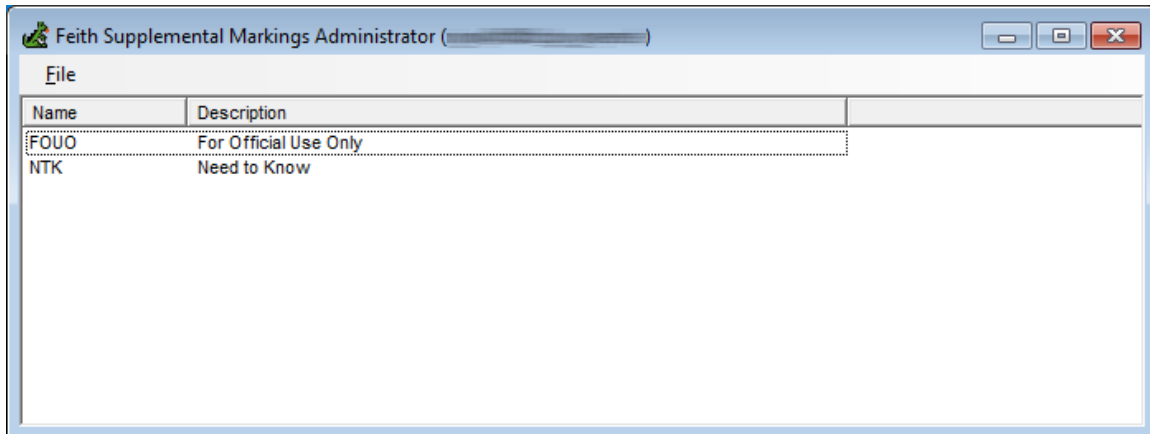 Feith Supplemental Markings Administrator ( )
File
Name Description
FOUO For Official Use Only
NTK Need to Know